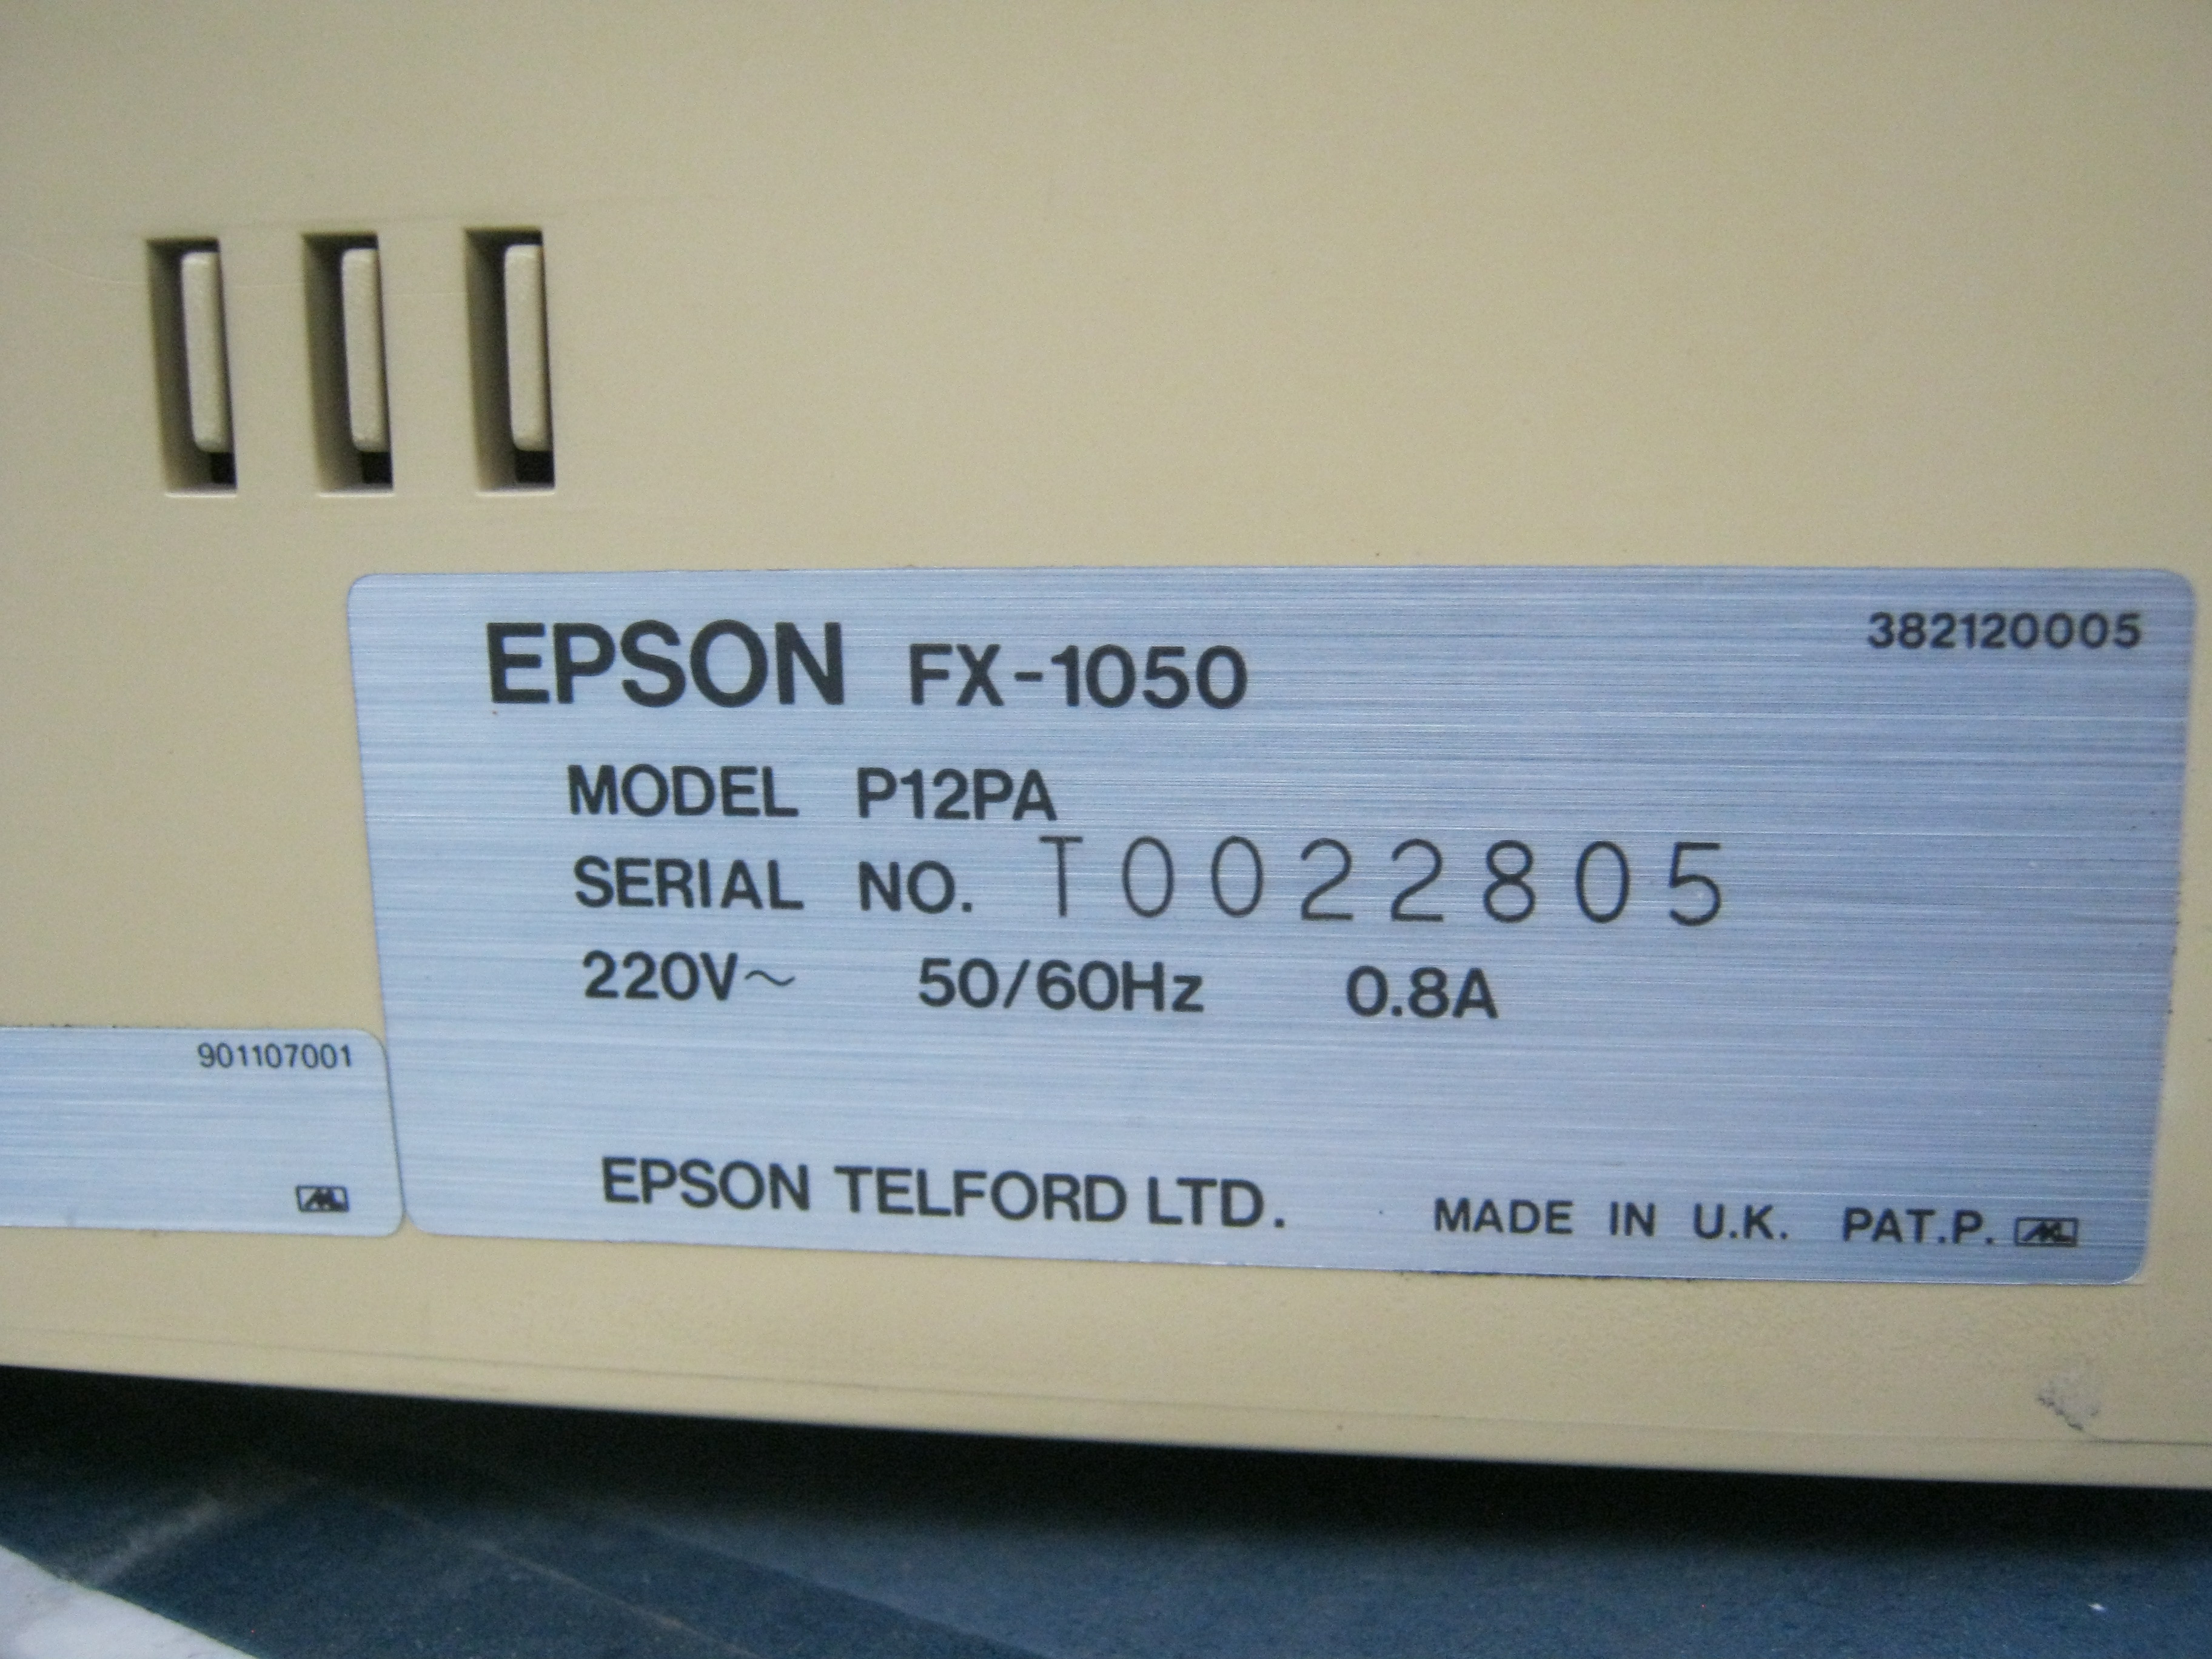 382120005
EPSON FX-1050
MODEL P12PA
SERIAL NO. T0022805
220V~ 50/60Hz 0.8A
EPSON TELFORD LTD. MADE IN U.K. PAT.P.
901107001